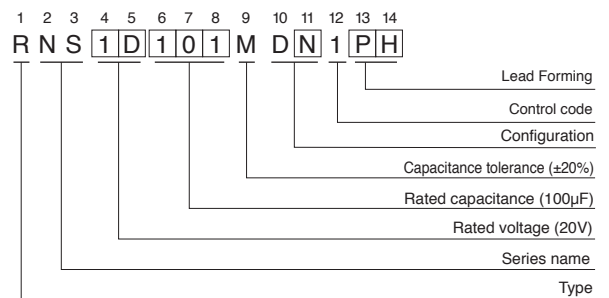 1 2 3 4 5 6 7 8 9 10 11 12 13 14
R N S 1 D 1 0 1 M D N 1 P H
Lead Forming
Control code
Configuration
Capacitance tolerance (±20%)
Rated capacitance (100µF)
Rated voltage (20V)
Series name
Type